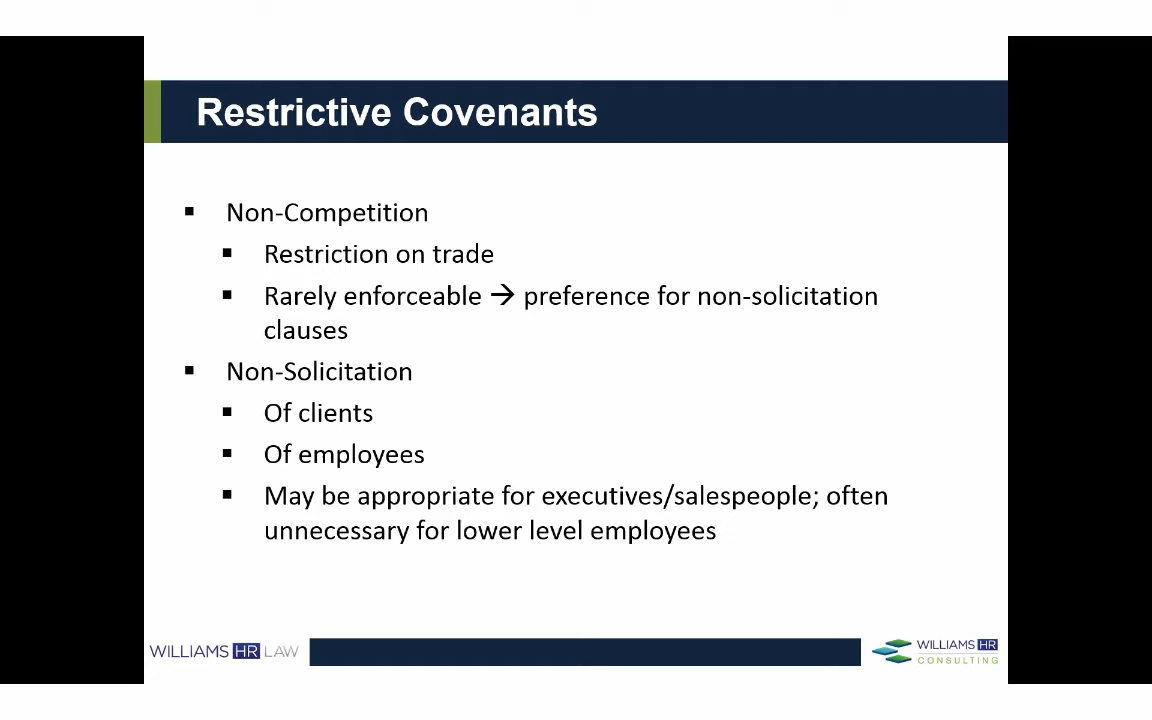 Restrictive Covenants
▪ Non-Competition
▪ Restriction on trade
▪ Rarely enforceable → preference for non-solicitation
clauses
▪ Non-Solicitation
▪ Of clients
▪ Of employees
▪ May be appropriate for executives/salespeople; often
unnecessary for lower level employees
WILLIAMS HR LAW
WILLIAMS HR
CONSULTING